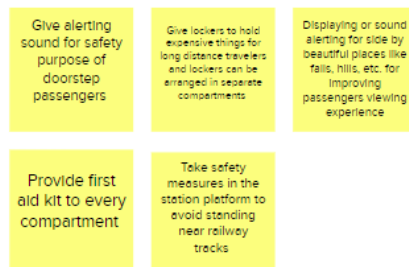 Give alerting
sound for safety
purpose of
doorstep
passengers
Give lockers to hold
expensive things for
long distance travelers
and lockers can be
arranged in separate
compartments
Displaying or sound
alerting for side by
beautiful places like
falls, hills, etc. for
improving
passengers viewing
experience
Provide first
aid kit to every
compartment
Take safety
measures in the
station platform to
avoid standing
near railway
tracks